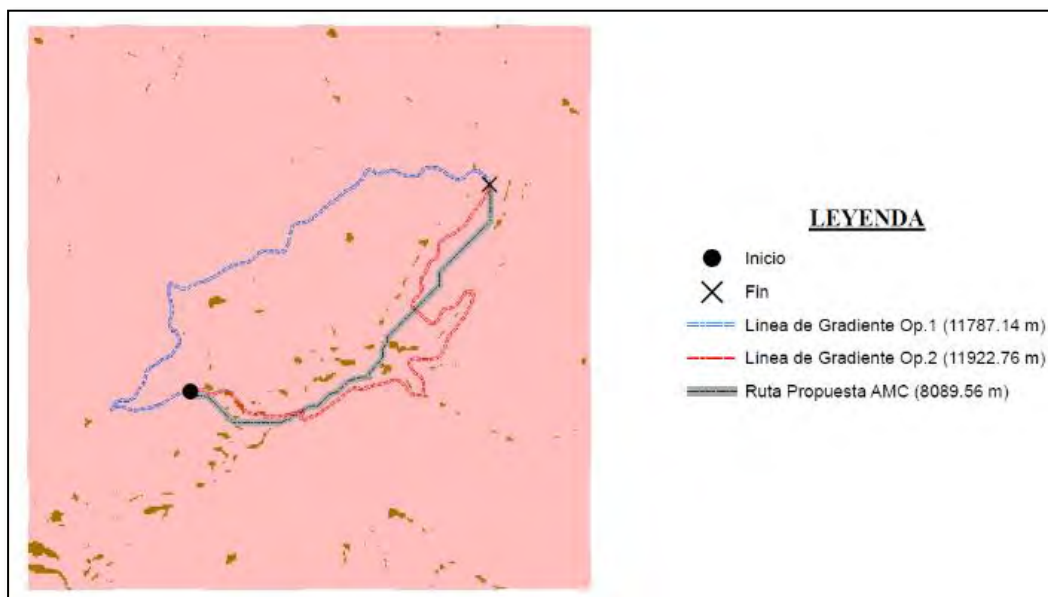 LEYENDA
Inicio
Fin
Linea de Gradiente Op.1 (11787.14 m)
Linea de Gradiente Op.2 (11922.76 m)
Ruta Propuesta AMC (8089.56 m)